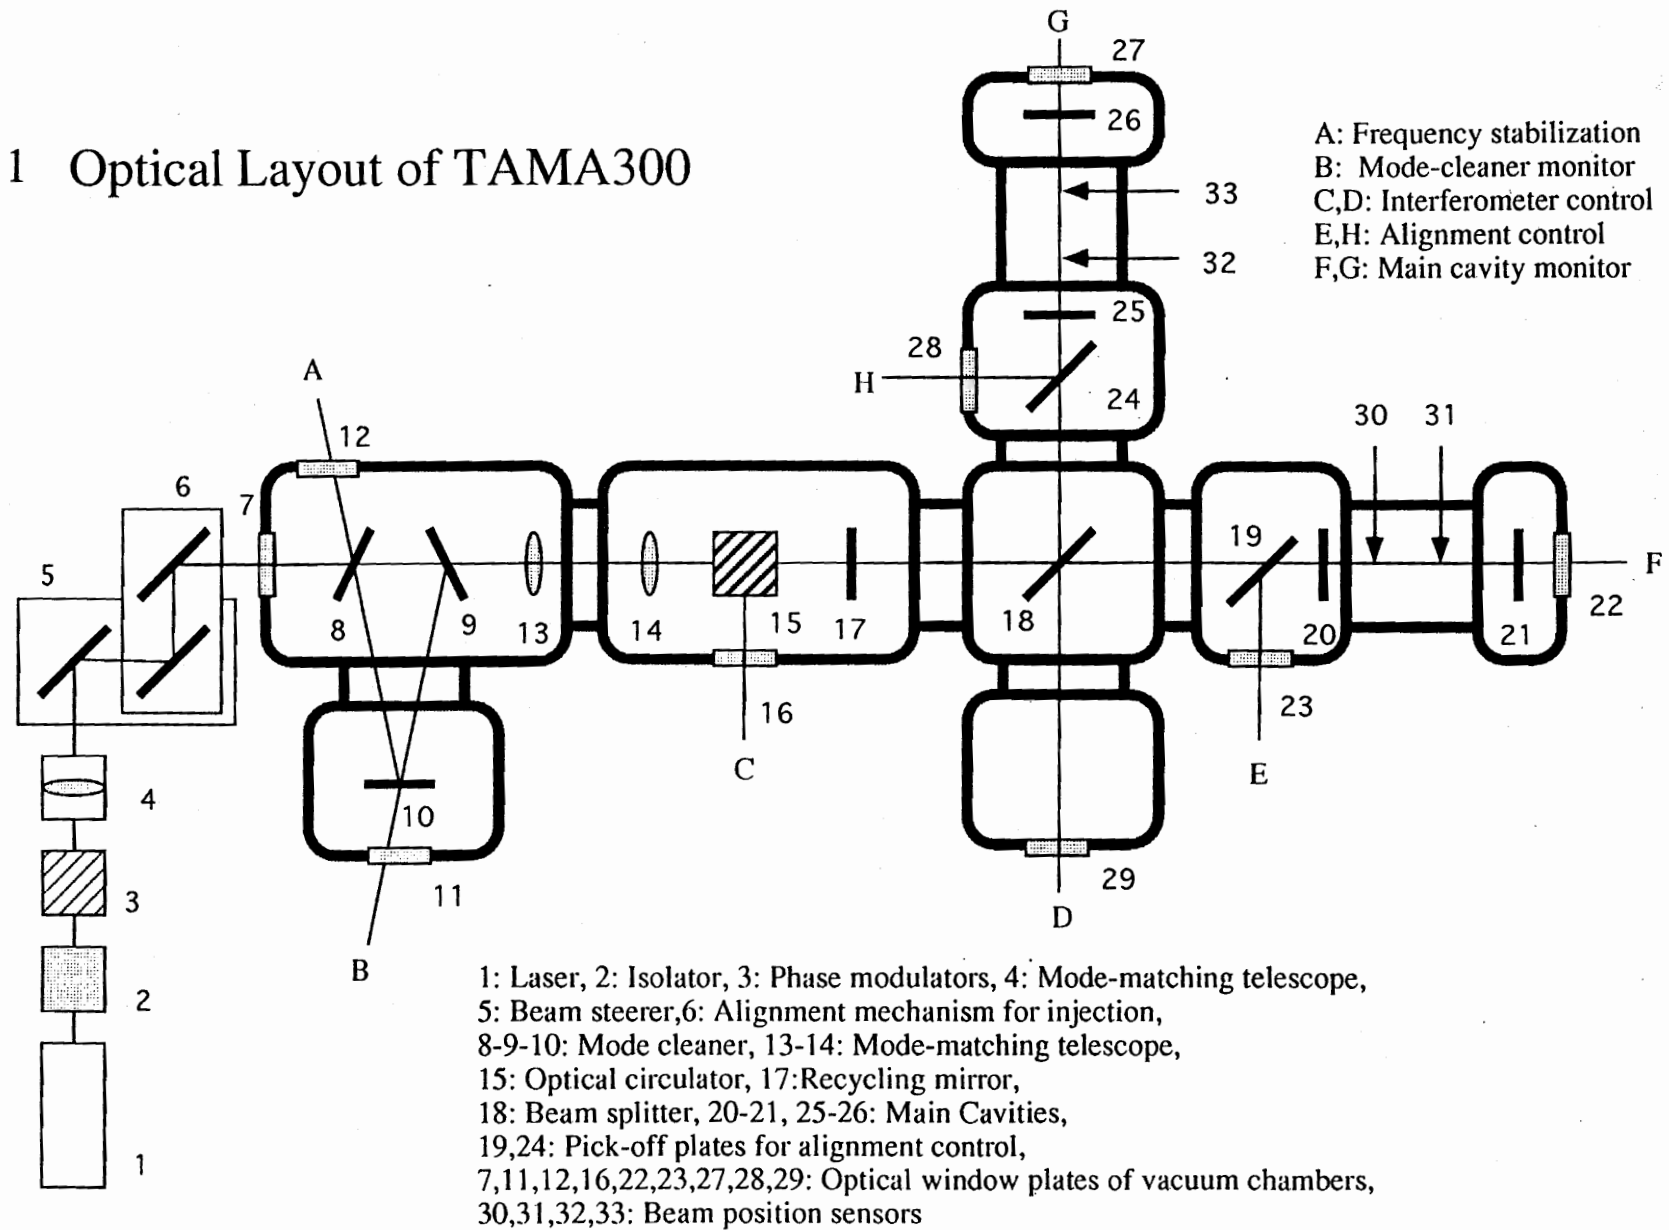 1 Optical Layout of TAMA300
A: Frequency stabilization
B: Mode-cleaner monitor
C,D: Interferometer control
E,H: Alignment control
F,G: Main cavity monitor
G
27
26
33
32
25
28
H
24
A
12
6
7
5
8
9
13
14
15
17
18
19
20
21
22
30
31
F
16
C
23
E
4
10
11
3
B
29
D
2
1
1: Laser, 2: Isolator, 3: Phase modulators, 4: Mode-matching telescope,
5: Beam steerer,6: Alignment mechanism for injection,
8-9-10: Mode cleaner, 13-14: Mode-matching telescope,
15: Optical circulator, 17:Recycling mirror,
18: Beam splitter, 20-21, 25-26: Main Cavities,
19,24: Pick-off plates for alignment control,
7,11,12,16,22,23,27,28,29: Optical window plates of vacuum chambers,
30,31,32,33: Beam position sensors